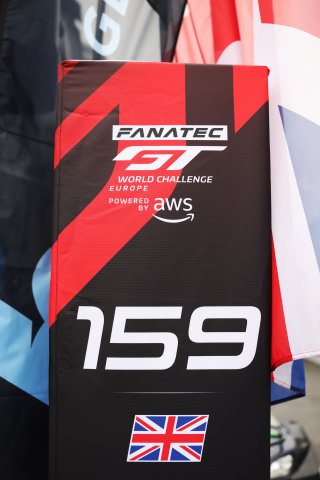 FANATEC
GT
WORLD CHALLENGE
EUROPE
POWERED
BY aws
159